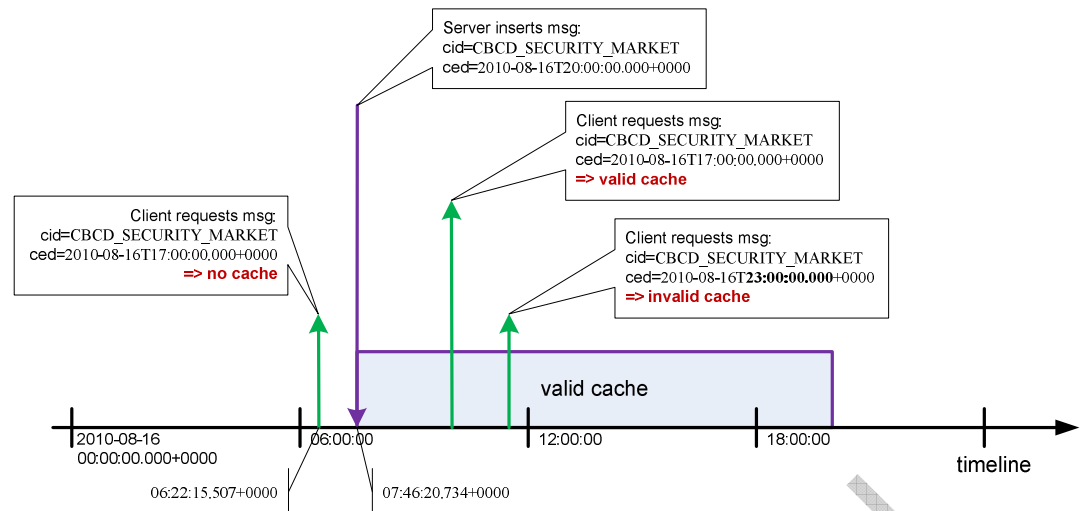 Server inserts msg:
cid=CBCD_SECURITY_MARKET
ced=2010-08-16T20:00:00.000+0000
Client requests msg:
cid=CBCD_SECURITY_MARKET
ced=2010-08-16T17:00:00.000+0000
=> valid cache
Client requests msg:
cid=CBCD_SECURITY_MARKET
ced=2010-08-16T17:00:00.000+0000
=> no cache
Client requests msg:
cid=CBCD_SECURITY_MARKET
ced=2010-08-16T23:00:00.000+0000
=> invalid cache
valid cache
2010-08-16
00:00:00.000+0000
06:00:00
12:00:00
18:00:00
timeline
06:22:15.507+0000
07:46:20.734+0000